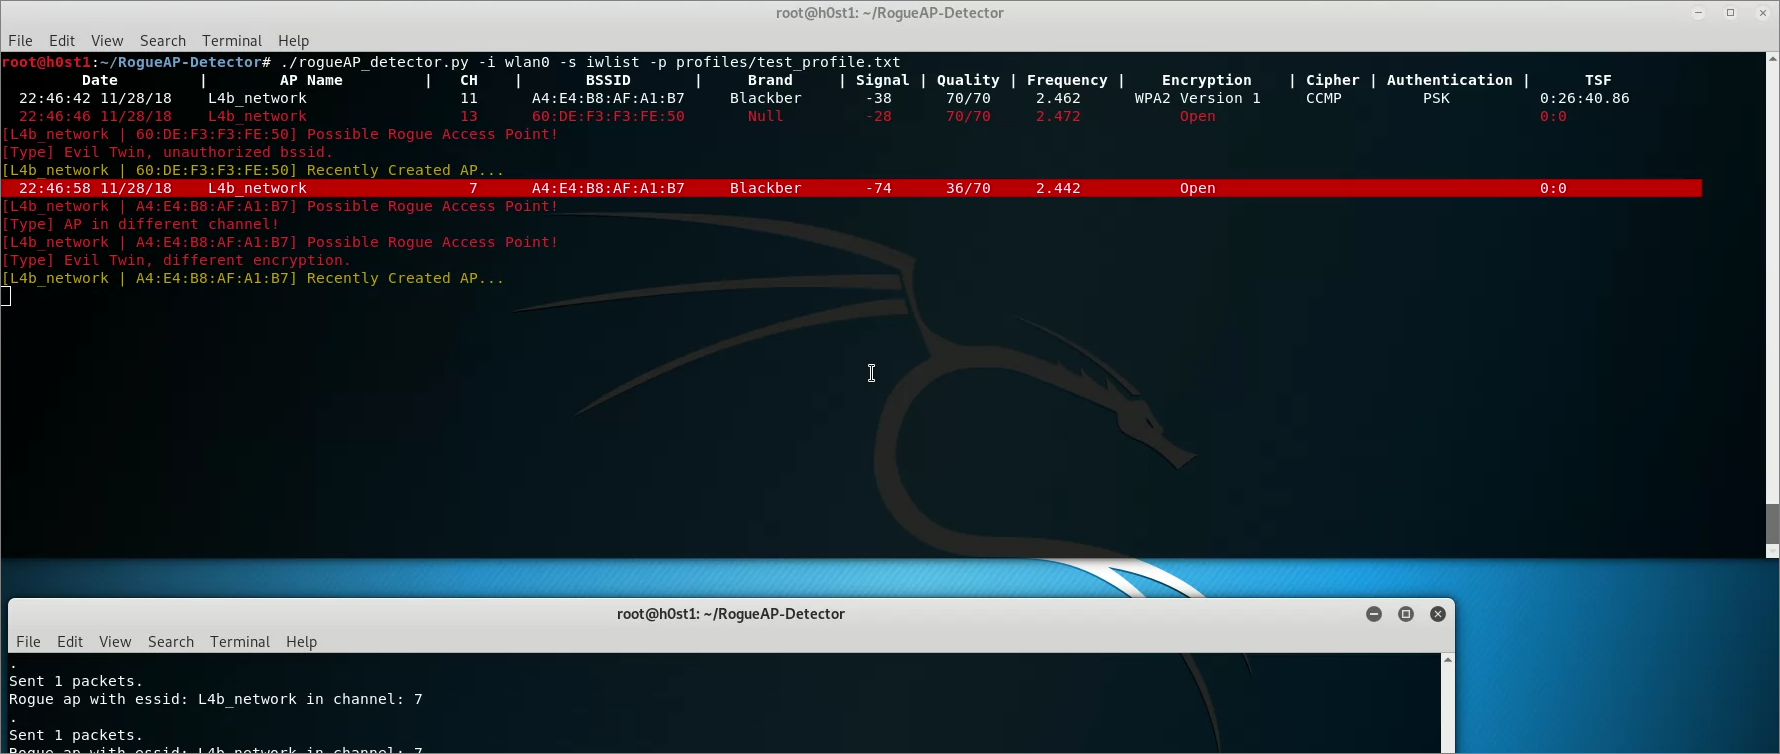 root@h0st1: ~/RogueAP-Detector
File Edit View Search Terminal Help
root@h0st1:~/RogueAP-Detector# ./rogueAP_detector.py -i wlan0 -s iwlist -p profiles/test_profile.txt
Date | AP Name | CH | BSSID | Brand | Signal | Quality | Frequency | Encryption | Cipher | Authentication | TSF
22:46:42 11/28/18 L4b_network 11 A4:E4:B8:AF:A1:B7 Blackber -38 70/70 2.462 WPA2 Version 1 CCMP PSK 0:26:40.86
22:46:46 11/28/18 L4b_network 13 60:DE:F3:F3:FE:50 Null -28 70/70 2.472 Open 0:0
[L4b_network | 60:DE:F3:F3:FE:50] Possible Rogue Access Point!
[Type] Evil Twin, unauthorized bssid.
[L4b_network | 60:DE:F3:F3:FE:50] Recently Created AP...
22:46:58 11/28/18 L4b_network 7 A4:E4:B8:AF:A1:B7 Blackber -74 36/70 2.442 Open 0:0
[L4b_network | A4:E4:B8:AF:A1:B7] Possible Rogue Access Point!
[Type] AP in different channel!
[L4b_network | A4:E4:B8:AF:A1:B7] Possible Rogue Access Point!
[Type] Evil Twin, different encryption.
[L4b_network | A4:E4:B8:AF:A1:B7] Recently Created AP...
root@h0st1: ~/RogueAP-Detector
File Edit View Search Terminal Help
.
Sent 1 packets.
Rogue ap with essid: L4b_network in channel: 7
.
Sent 1 packets.
Rogue ap with essid: L4b_network in channel: 7